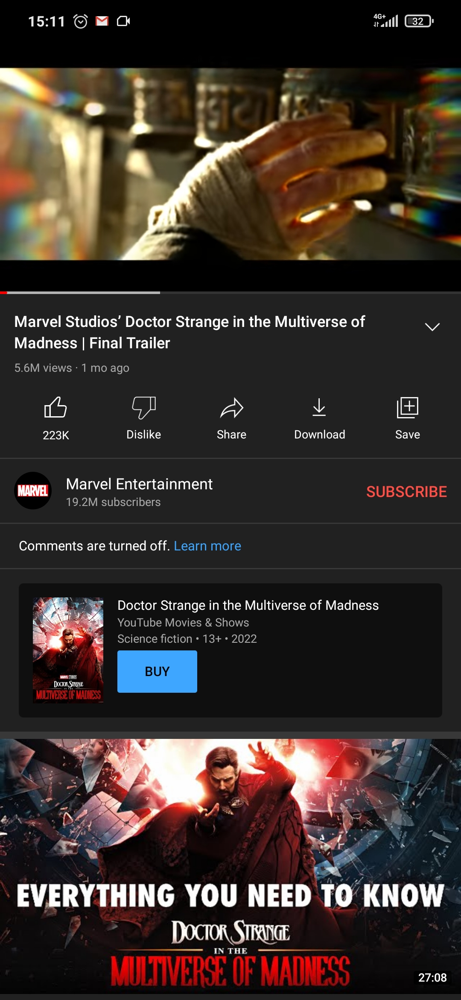 15:11
4G+
32
Marvel Studios’ Doctor Strange in the Multiverse of
Madness | Final Trailer
5.6M views · 1 mo ago
223K
Dislike
Share
Download
Save
MARVEL
Marvel Entertainment
19.2M subscribers
SUBSCRIBE
Comments are turned off. Learn more
Doctor Strange in the Multiverse of Madness
YouTube Movies & Shows
Science fiction • 13+ • 2022
BUY
MARVEL STUDIOS
DOCTOR STRANGE
IN THE
MULTIVERSE OF MADNESS
EVERYTHING YOU NEED TO KNOW
DOCTOR STRANGE
IN THE
MULTIVERSE OF MADNESS
27:08